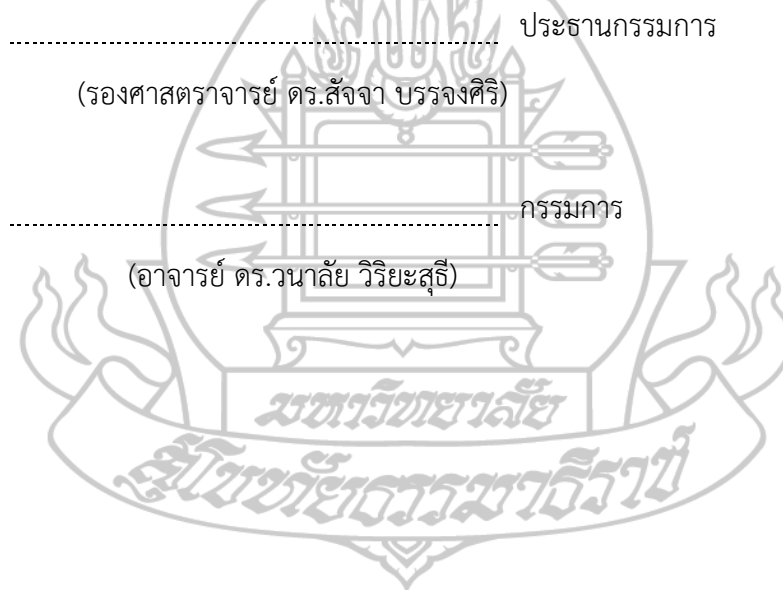 ประธานกรรมการ
(รองศาสตราจารย์ ดร.สัจจา บรรจงศิริ)
กรรมการ
(อาจารย์ ดร.วนาลัย วิริยะสุธี)
มหาวิทยาลัย
สุโขทัยธรรมาธิราช